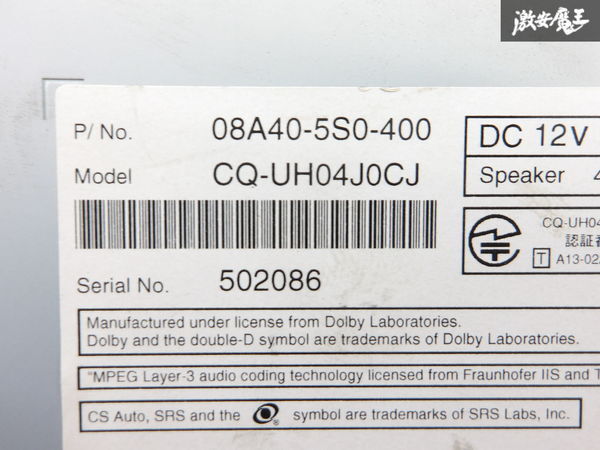 激安魔王
P/ No. 08A40-5S0-400
Model CQ-UH04J0CJ
DC 12V
Speaker 4
CQ-UH04
認証番
T A13-02
Serial No. 502086
Manufactured under license from Dolby Laboratories.
Dolby and the double-D symbol are trademarks of Dolby Laboratories.
"MPEG Layer-3 audio coding technology licensed from Fraunhofer IIS and T
CS Auto, SRS and the symbol are trademarks of SRS Labs, Inc.